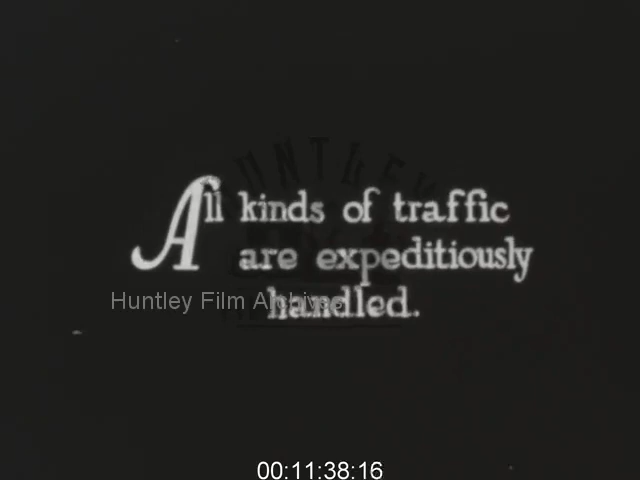 All kinds of traffic
are expeditiously
handled.
Huntley Film Archives
00:11:38:16